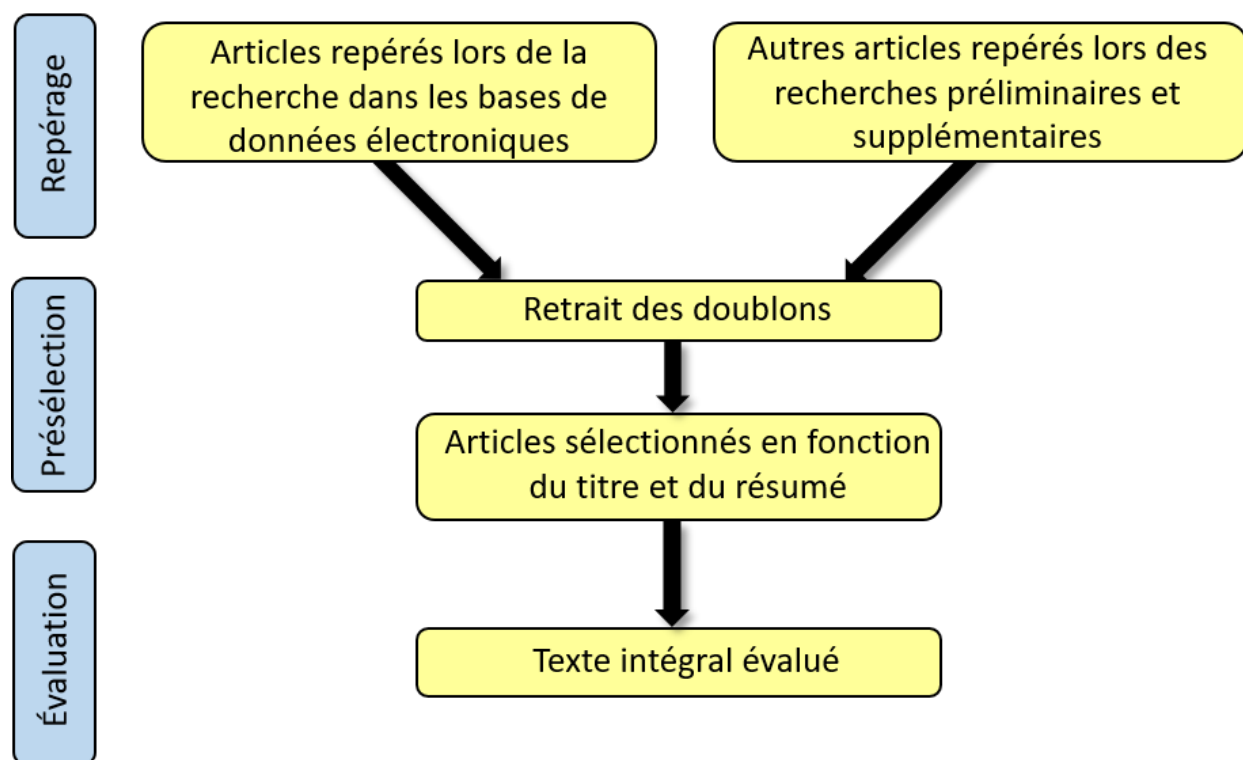 Repérage
Articles repérés lors de la
recherche dans les bases de
données électroniques
Autres articles repérés lors des
recherches préliminaires et
supplémentaires
Présélection
Retrait des doublons
Articles sélectionnés en fonction
du titre et du résumé
Évaluation
Texte intégral évalué